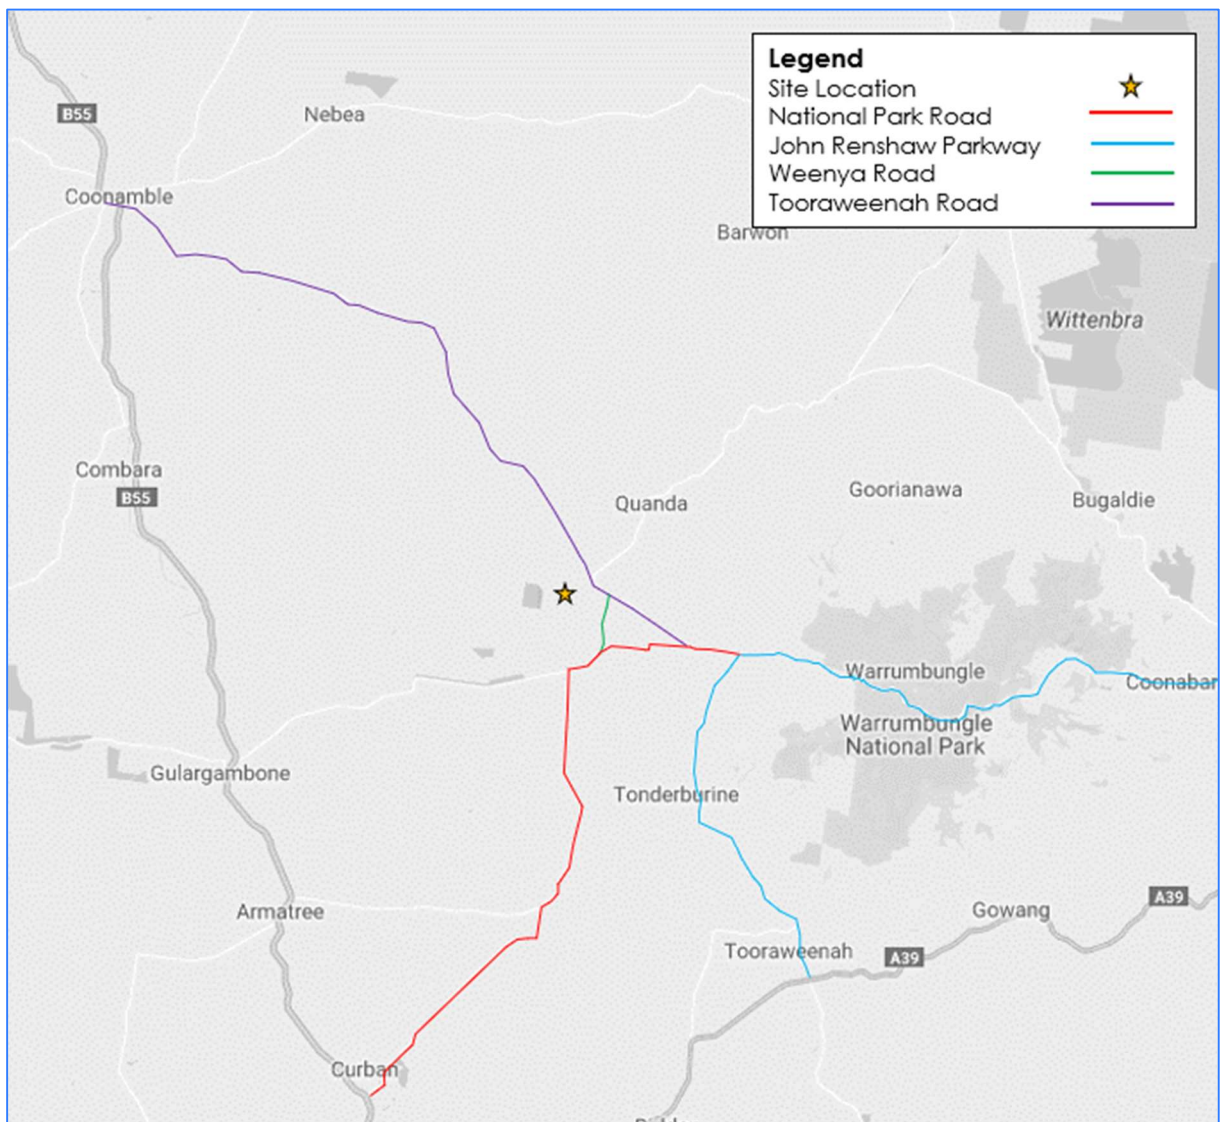 Legend
Site Location
National Park Road
John Renshaw Parkway
Weenya Road
Tooraweenah Road
B55
Nebea
Coonamble
Barwon
Wittenbra
Combara
B55
Quanda
Goorianawa
Bugaldie
Warrumbungle
Coonabar
Warrumbungle
National Park
Gulargambone
Tonderburine
Armatree
Gowang
A39
Tooraweenah
A39
Curban